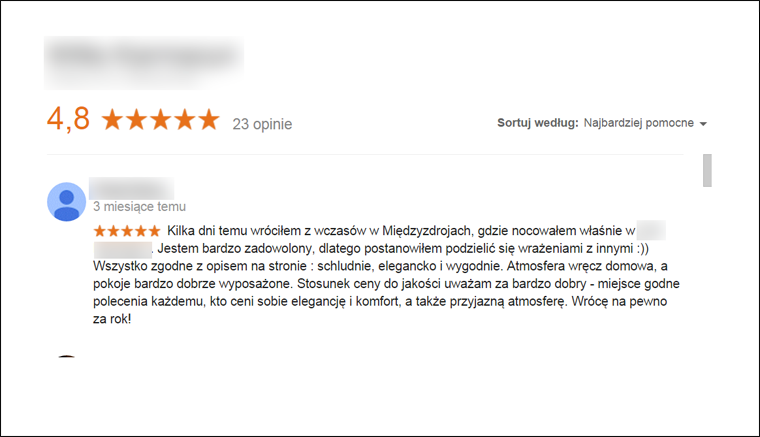 4,8 23 opinie
Sortuj według: Najbardziej pomocne
3 miesiące temu
Kilka dni temu wróciłem z wczasów w Międzyzdrojach, gdzie nocowałem właśnie w
. Jestem bardzo zadowolony, dlatego postanowiłem podzielić się wrażeniami z innymi :))
Wszystko zgodne z opisem na stronie : schludnie, elegancko i wygodnie. Atmosfera wręcz domowa, a
pokoje bardzo dobrze wyposażone. Stosunek ceny do jakości uważam za bardzo dobry - miejsce godne
polecenia każdemu, kto ceni sobie elegancję i komfort, a także przyjazną atmosferę. Wrócę na pewno
za rok!